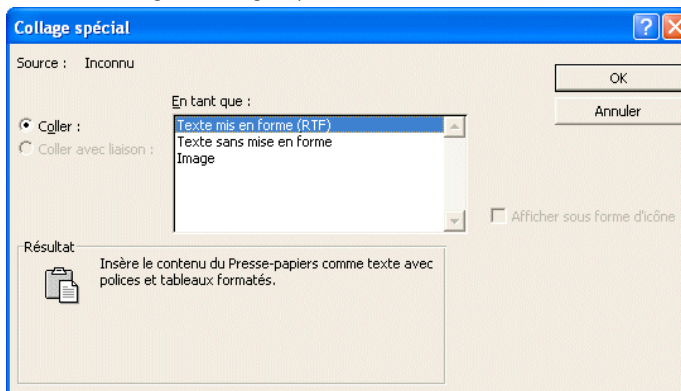 Collage spécial
Source : Inconnu
OK
Annuler
En tant que :
Coller :
Coller avec liaison :
Texte mis en forme (RTF)
Texte sans mise en forme
Image
Afficher sous forme d'icône
Résultat
Insère le contenu du Presse-papiers comme texte avec
polices et tableaux formatés.